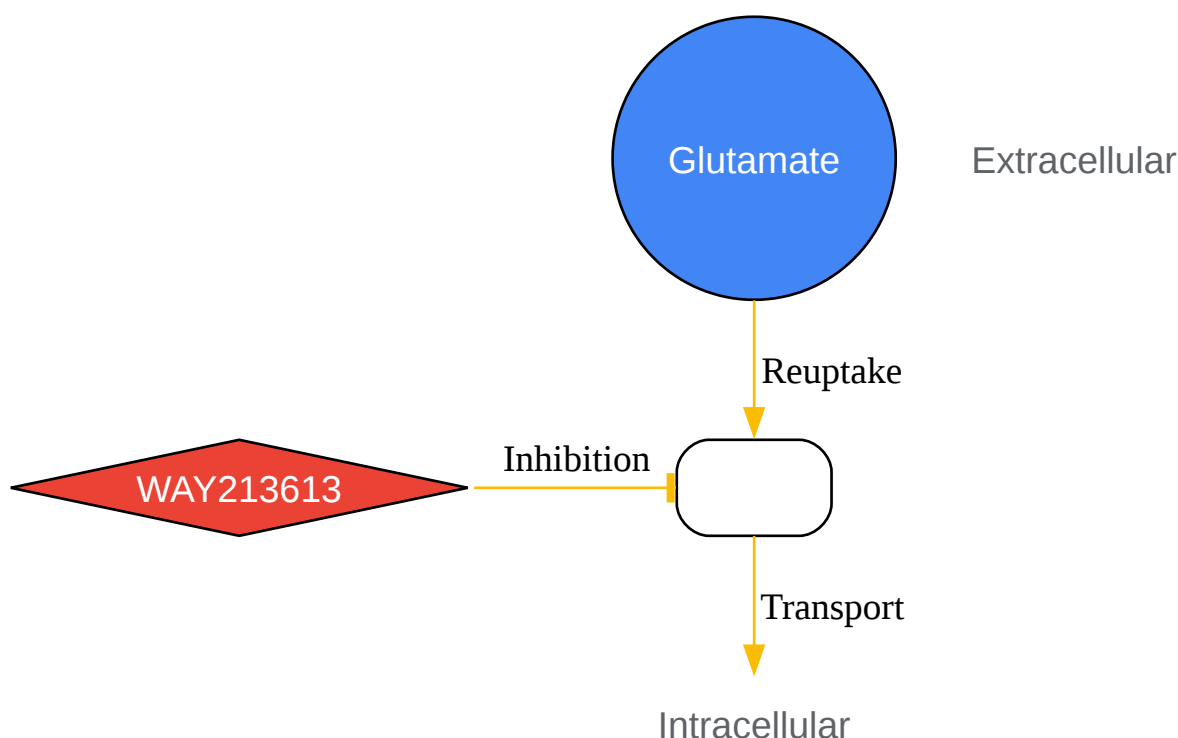 Glutamate
Extracellular
Reuptake
Inhibition
WAY213613
Transport
Intracellular